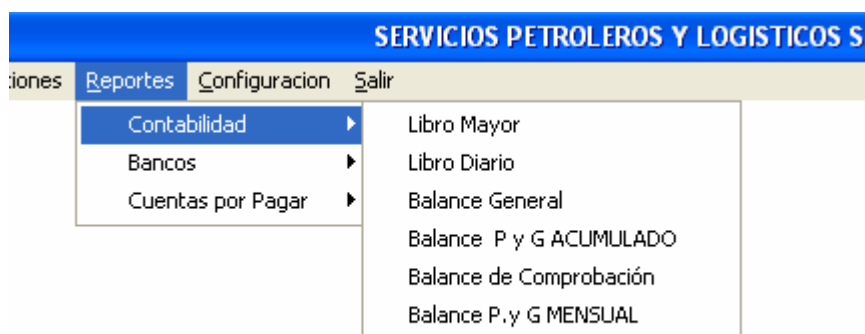 SERVICIOS PETROLEROS Y LOGISTICOS S
ciones Reportes Configuracion Salir
Contabilidad
Bancos
Cuentas por Pagar
Libro Mayor
Libro Diario
Balance General
Balance P y G ACUMULADO
Balance de Comprobación
Balance P.y G MENSUAL